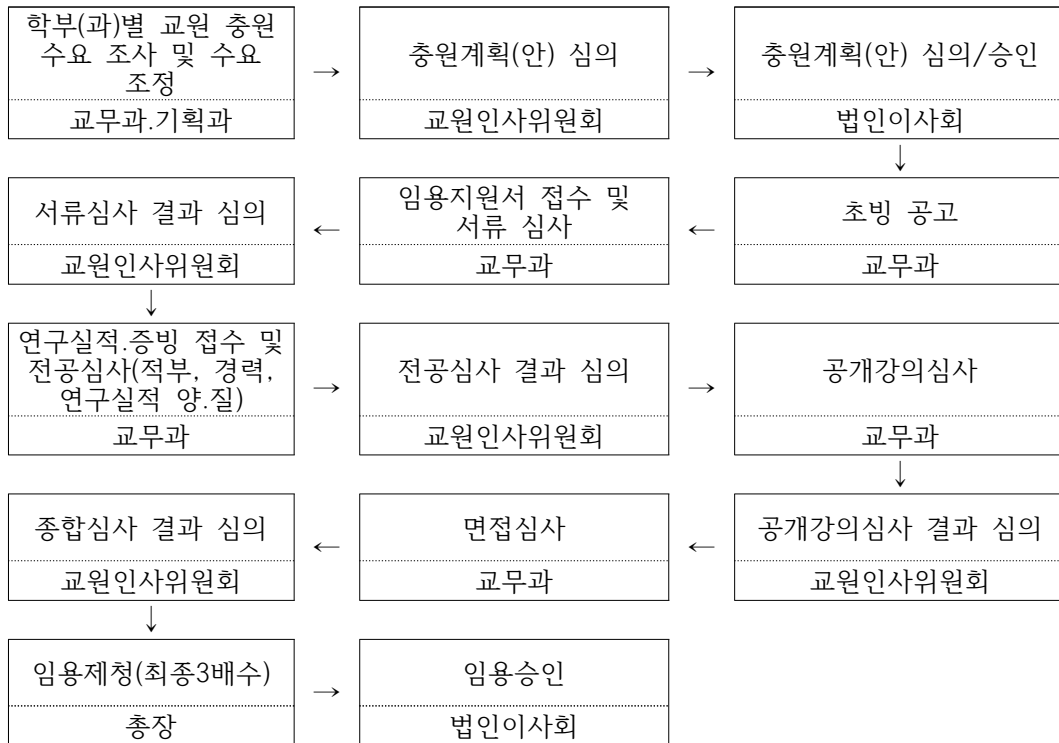 학부(과)별 교원 충원
수요 조사 및 수요
조정
교무과.기획과
→
충원계획(안) 심의
교원인사위원회
→
충원계획(안) 심의/승인
법인이사회
↓
초빙 공고
교무과
←
임용지원서 접수 및
서류 심사
교무과
←
서류심사 결과 심의
교원인사위원회
↓
연구실적.증빙 접수 및
전공심사(적부, 경력,
연구실적 양.질)
교무과
→
전공심사 결과 심의
교원인사위원회
→
공개강의심사
교무과
↓
공개강의심사 결과 심의
교원인사위원회
←
면접심사
교무과
←
종합심사 결과 심의
교원인사위원회
↓
임용제청(최종3배수)
총장
→
임용승인
법인이사회